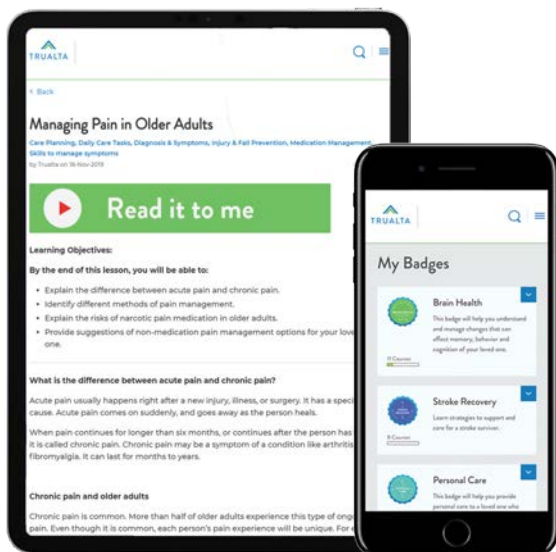 TRUALTA
< Back
Managing Pain in Older Adults
Care Planning, Daily Care Tasks, Diagnosis & Symptoms, Injury & Fall Prevention, Medication Management,
Skills to manage symptoms
by Trualta on 16-Nov-2019
Read it to me
Learning Objectives:
By the end of this lesson, you will be able to:
• Explain the difference between acute pain and chronic pain.
• Identify different methods of pain management.
• Explain the risks of narcotic pain medication in older adults.
• Provide suggestions of non-medication pain management options for your
one.
What is the difference between acute pain and chronic pain?
Acute pain usually happens right after a new injury, illness, or surgery. It has a
cause. Acute pain comes on suddenly, and goes away as the person heals.
When pain continues for longer than six months, or continues after the person has
it is called chronic pain. Chronic pain may be a symptom of a condition like arthritis
fibromyalgia. It can last for months to years.
Chronic pain and older adults
Chronic pain is common. More than half of older adults experience this type of
pain. Even though it is common, each person's pain experience will be unique. For
TRUALTA
My Badges
Brain Health
This badge will help you understand
and manage changes that can
affect memory, behavior and
cognition of your loved one.
11 Courses
Stroke Recovery
Learn strategies to support and
care for a stroke survivor.
8 Courses
Personal Care
This badge will help you provide
personal care to a loved one who